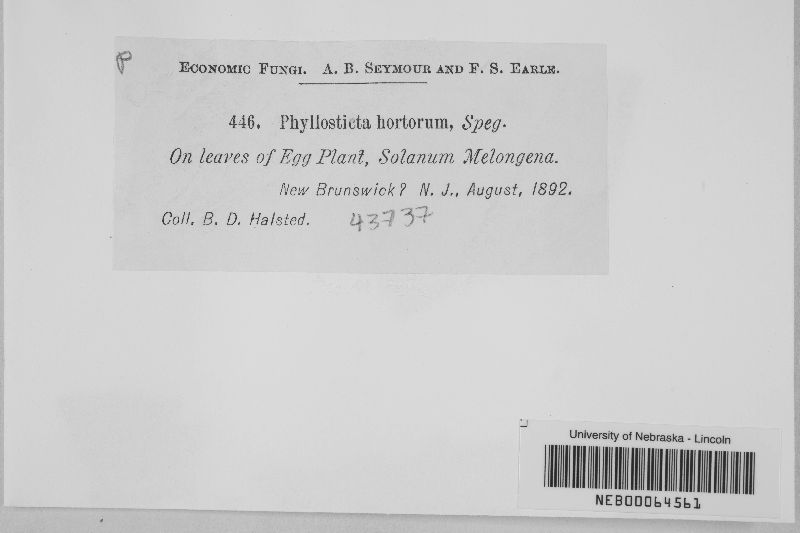 P
Economic Fungi. A. B. Seymour and F. S. Earle.
446. Phyllosticta hortorum, Speg.
On leaves of Egg Plant, Solanum Melongena.
New Brunswick? N. J., August, 1892.
Coll. B. D. Halsted. 43737
University of Nebraska - Lincoln
NEB00064561